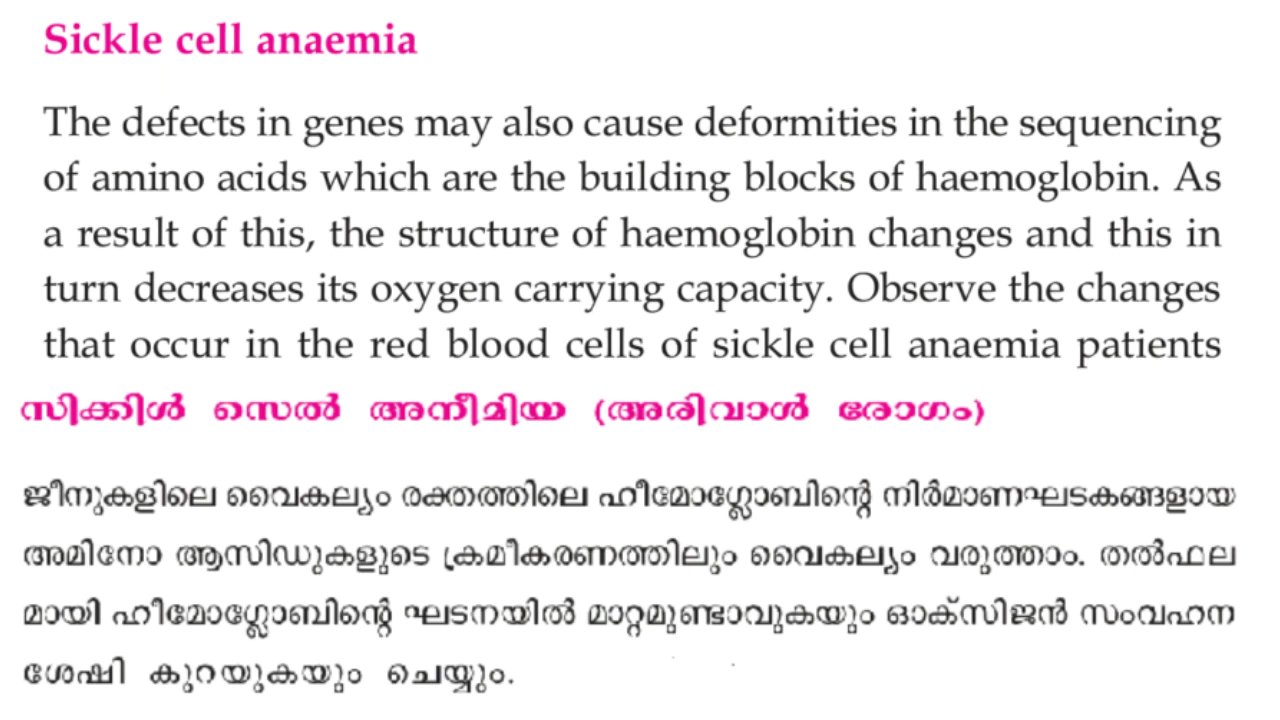 Sickle cell anaemia
The defects in genes may also cause deformities in the sequencing
of amino acids which are the building blocks of haemoglobin. As
a result of this, the structure of haemoglobin changes and this in
turn decreases its oxygen carrying capacity. Observe the changes
that occur in the red blood cells of sickle cell anaemia patients
സിക്കിൾ സെൽ അനീമിയ (അരിവാൾ രോഗം)
ജീനുകളിലെ വൈകല്യം രക്തത്തിലെ ഹീമോഗ്ലോബിന്റെ നിർമാണഘടകങ്ങളായ
അമിനോ ആസിഡുകളുടെ ക്രമീകരണത്തിലും വൈകല്യം വരുത്താം. തൽഫല
മായി ഹീമോഗ്ലോബിന്റെ ഘടനയിൽ മാറ്റമുണ്ടാവുകയും ഓക്സിജൻ സംവഹന
ശേഷി കുറയുകയും ചെയ്യും.